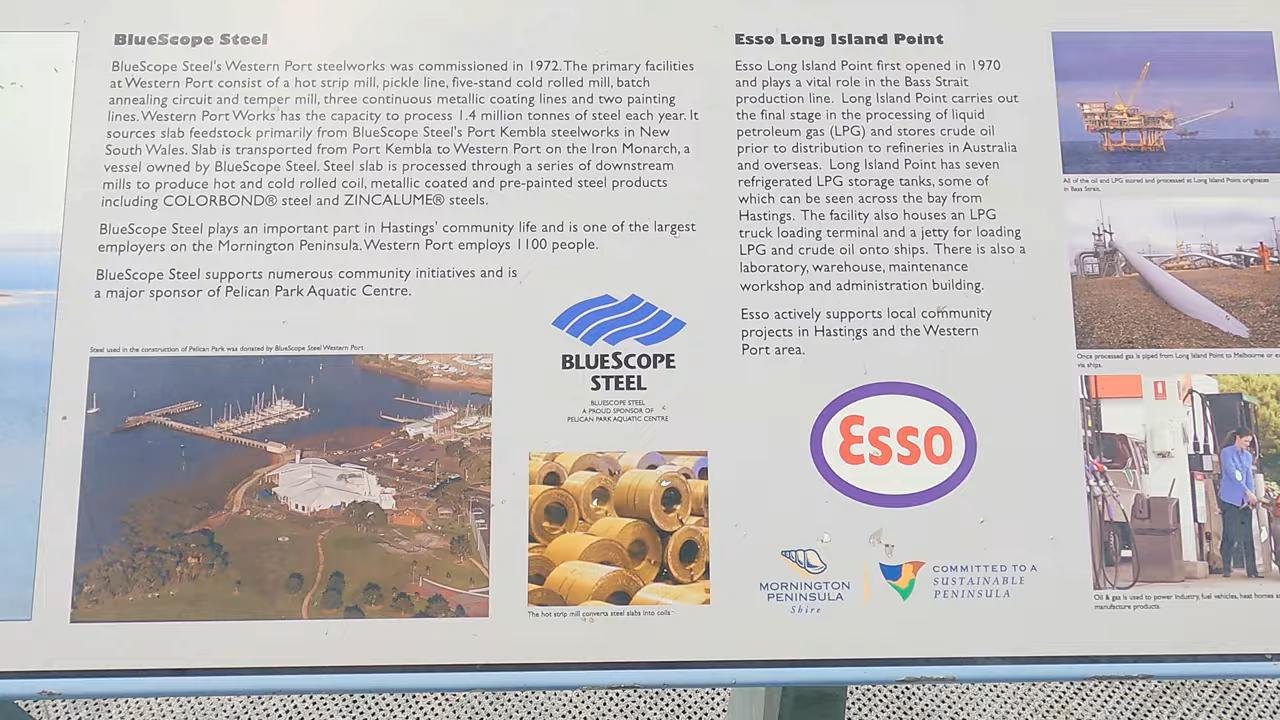 BlueScope Steel
BlueScope Steel's Western Port steelworks was commissioned in 1972. The primary facilities
at Western Port consist of a hot strip mill, pickle line, five-stand cold rolled mill, batch
annealing circuit and temper mill, three continuous metallic coating lines and two painting
lines. Western Port Works has the capacity to process 1.4 million tonnes of steel each year. It
sources slab feedstock primarily from BlueScope Steel's Port Kembla steelworks in New
South Wales. Slab is transported from Port Kembla to Western Port on the Iron Monarch, a
vessel owned by BlueScope Steel. Steel slab is processed through a series of downstream
mills to produce hot and cold rolled coil, metallic coated and pre-painted steel products
including COLORBOND® steel and ZINCALUME® steels.
BlueScope Steel plays an important part in Hastings' community life and is one of the largest
employers on the Mornington Peninsula. Western Port employs 1100 people.
BlueScope Steel supports numerous community initiatives and is
a major sponsor of Pelican Park Aquatic Centre.
Steel used in the construction of Pelican Park was donated by BlueScope Steel Western Port
BLUESCOPE
STEEL
BLUESCOPE STEEL
A PROUD SPONSOR OF
PELICAN PARK AQUATIC CENTRE
The hot strip mill converts steel slabs into coils
Esso Long Island Point
Esso Long Island Point first opened in 1970
and plays a vital role in the Bass Strait
production line. Long Island Point carries out
the final stage in the processing of liquid
petroleum gas (LPG) and stores crude oil
prior to distribution to refineries in Australia
and overseas. Long Island Point has seven
refrigerated LPG storage tanks, some of
which can be seen across the bay from
Hastings. The facility also houses an LPG
truck loading terminal and a jetty for loading
LPG and crude oil onto ships. There is also a
laboratory, warehouse, maintenance
workshop and administration building.
Esso actively supports local community
projects in Hastings and the Western
Port area.
Esso
MORNINGTON
PENINSULA
Shire
COMMITTED TO A
SUSTAINABLE
PENINSULA
All of the oil and LPG stored and processed at Long Island Point, originates
in Bass Strait.
Once processed gas is piped from Long Island Point to Melbourne or
via ships.
Oil & gas is used to power industry, fuel vehicles, heat homes
manufacture products.